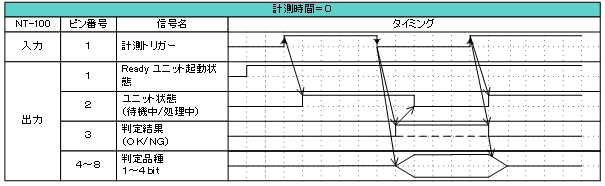 計測時間＝０
NT-100 ピン番号 信号名 タイミング
入力 1 計測トリガー
出力 1 Ready ユニット起動状
態
2 ユニット状態
(待機中/処理中)
3 判定結果
(OK/NG)
4～8 判定品種
1～4bit